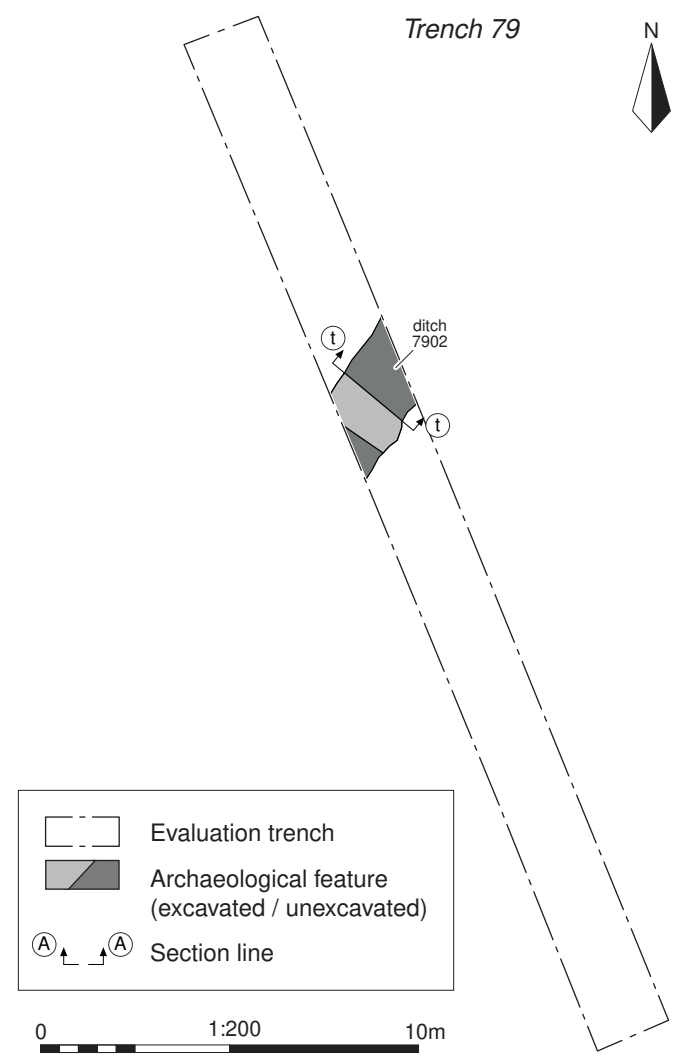 Trench 79
N
t
ditch
7902
t
Evaluation trench
Archaeological feature
(excavated / unexcavated)
A A Section line
0 1:200 10m